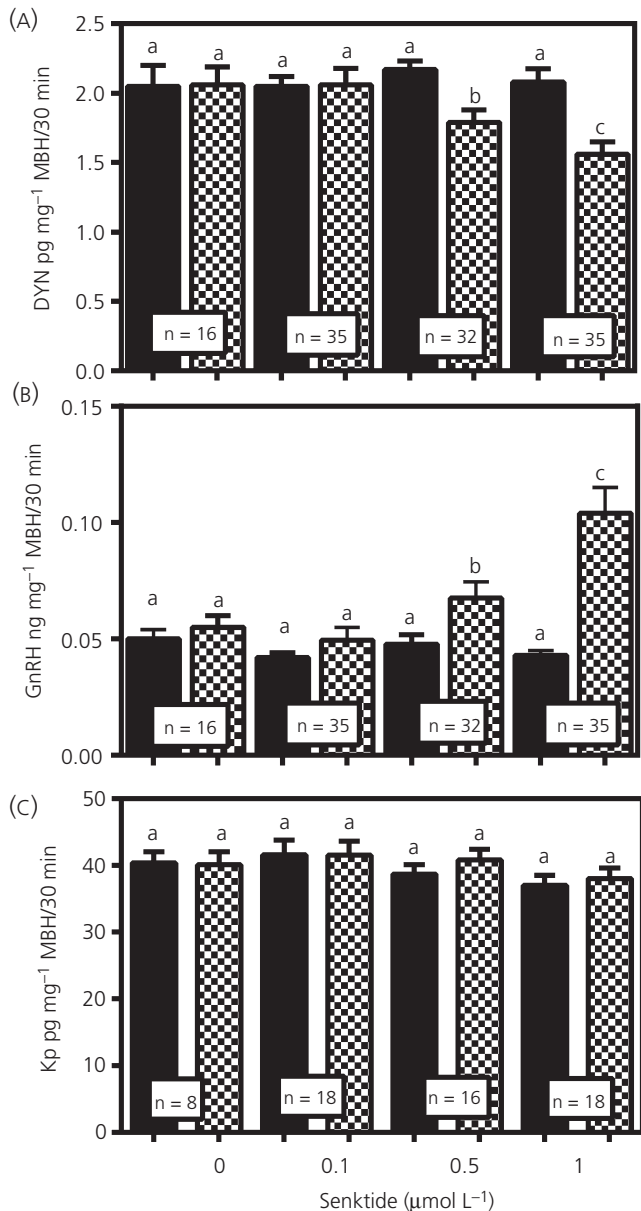 (A)
DYN pg mg⁻¹ MBH/30 min
2.5
2.0
1.5
1.0
0.5
0.0
a a a a a b a c
n = 16 n = 35 n = 32 n = 35
(B)
GnRH ng mg⁻¹ MBH/30 min
0.15
0.10
0.05
0.00
a a a a a b a c
n = 16 n = 35 n = 32 n = 35
(C)
Kp pg mg⁻¹ MBH/30 min
50
40
30
20
10
0
a a a a a a a a
n = 8 n = 18 n = 16 n = 18
0 0.1 0.5 1
Senktide (μmol L⁻¹)